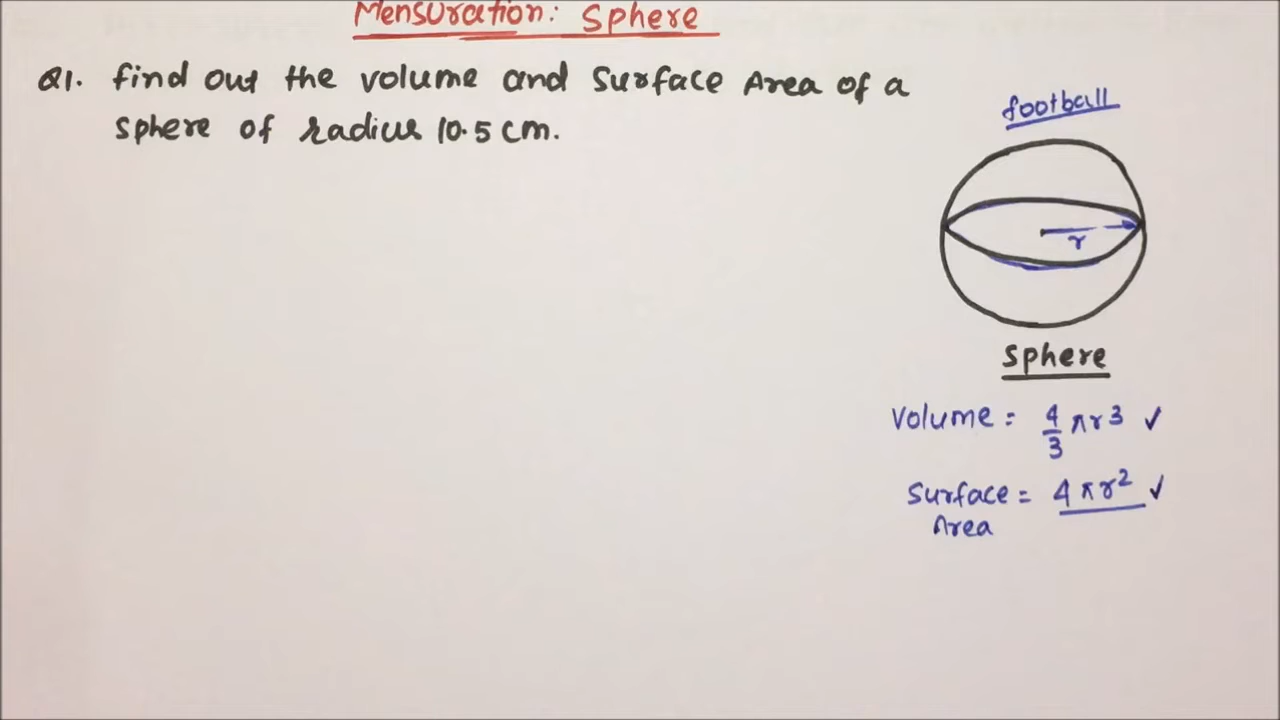 Mensuration: Sphere
Q1. find out the volume and Surface Area of a
sphere of radius 10.5 cm.
football
r
Sphere
Volume = 4/3 πr³ ✓
Surface = 4πr² ✓
Area